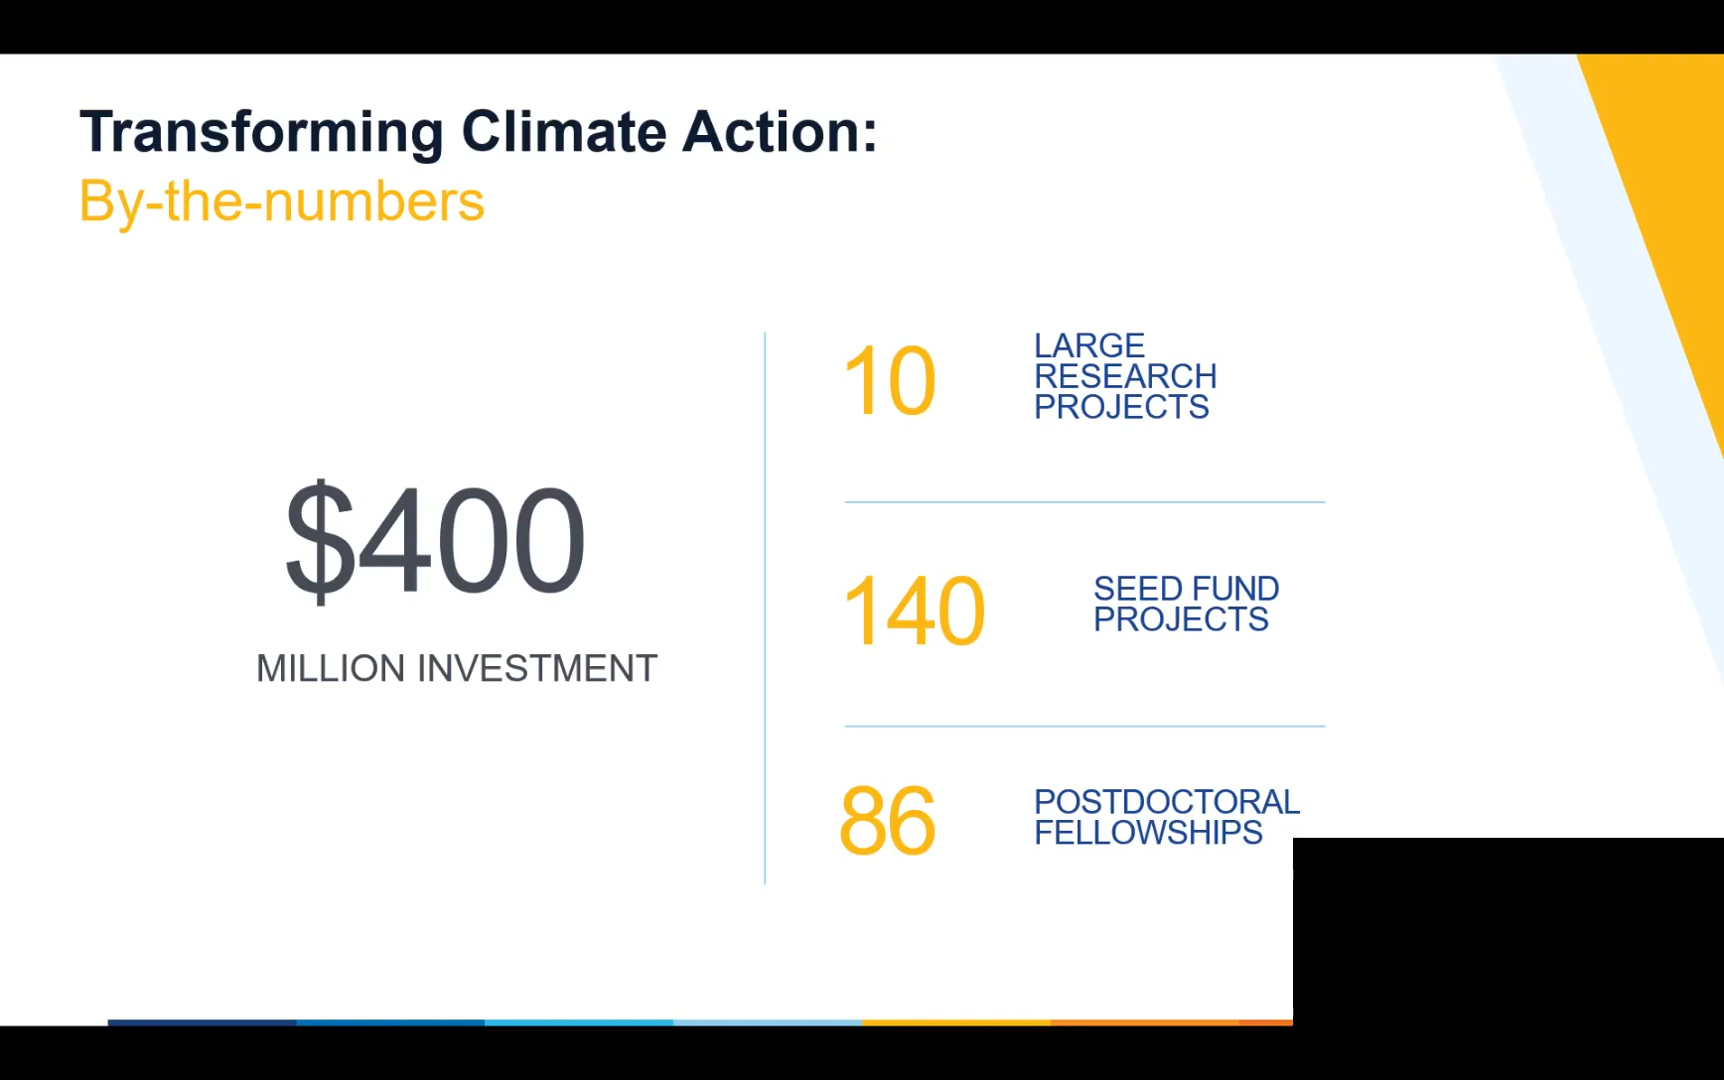 Transforming Climate Action:
By-the-numbers
$400
MILLION INVESTMENT
10
LARGE
RESEARCH
PROJECTS
140
SEED FUND
PROJECTS
86
POSTDOCTORAL
FELLOWSHIPS